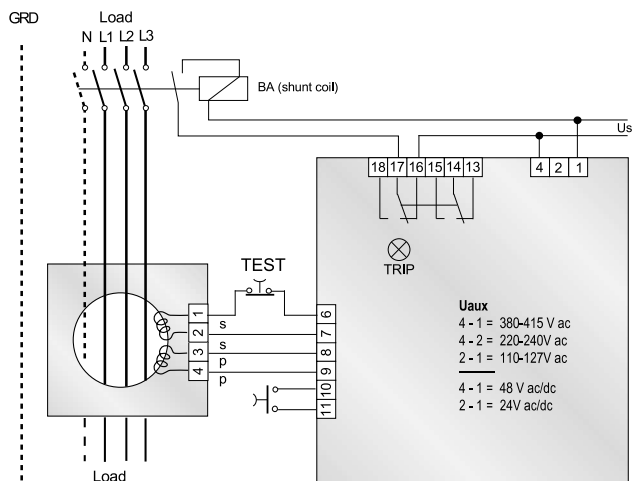 GRD
Load
N L1 L2 L3
BA (shunt coil)
Us
18 17 16 15 14 13
4 2 1
TRIP
TEST
1
2
3
4
s
s
p
p
6
7
8
9
10
11
Uaux
4 - 1 = 380-415 V ac
4 - 2 = 220-240V ac
2 - 1 = 110-127V ac
4 - 1 = 48 V ac/dc
2 - 1 = 24V ac/dc
Load